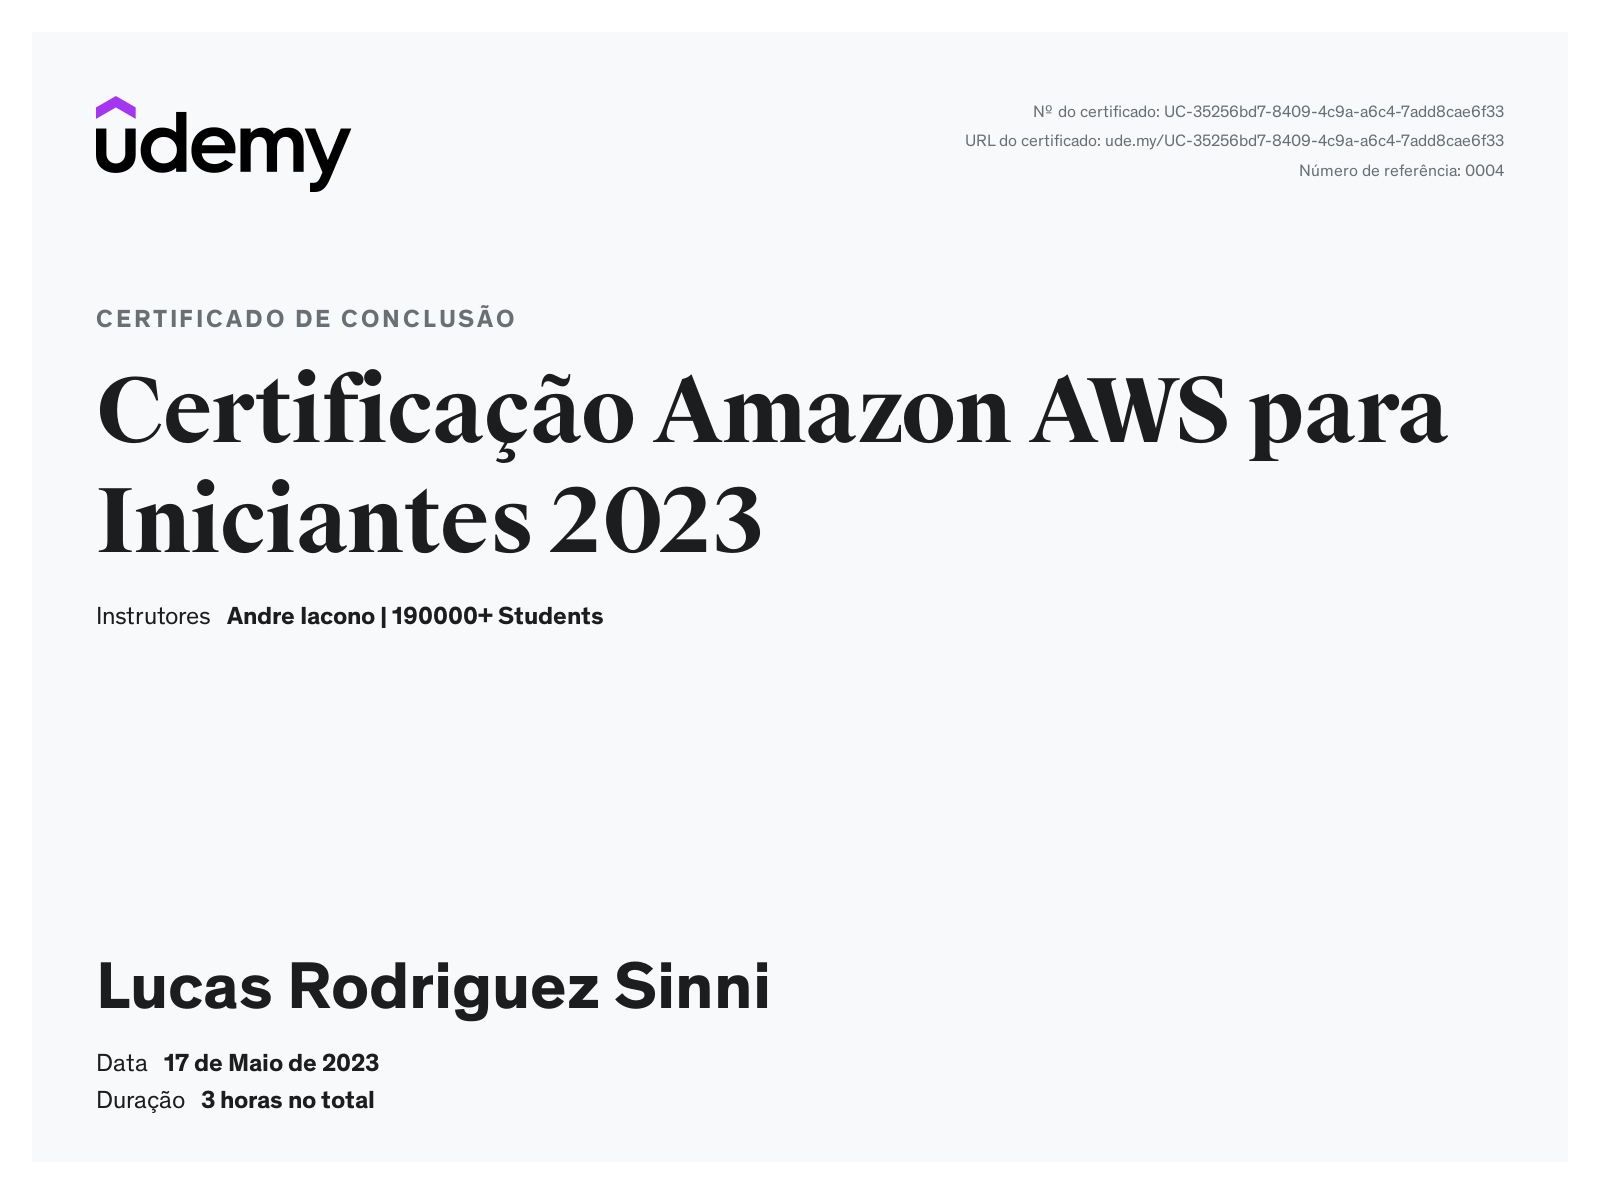 udemy
Nº do certificado: UC-35256bd7-8409-4c9a-a6c4-7add8cae6f33
URL do certificado: ude.my/UC-35256bd7-8409-4c9a-a6c4-7add8cae6f33
Número de referência: 0004
CERTIFICADO DE CONCLUSÃO
Certificação Amazon AWS para
Iniciantes 2023
Instrutores Andre Iacono | 190000+ Students
Lucas Rodriguez Sinni
Data 17 de Maio de 2023
Duração 3 horas no total